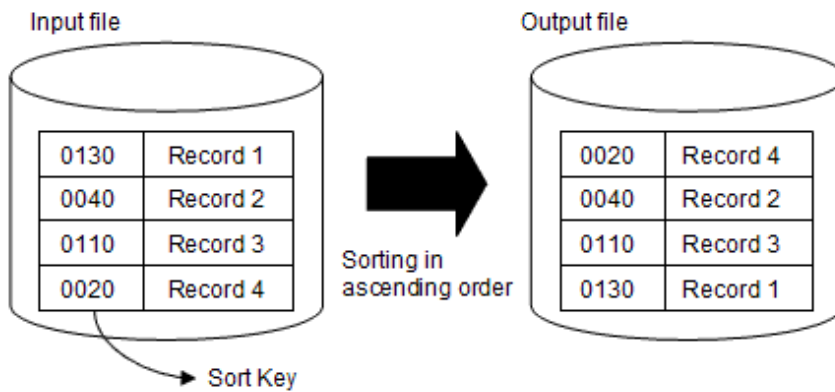 Input file
0130 Record 1
0040 Record 2
0110 Record 3
0020 Record 4
Sort Key
Sorting in
ascending order
Output file
0020 Record 4
0040 Record 2
0110 Record 3
0130 Record 1